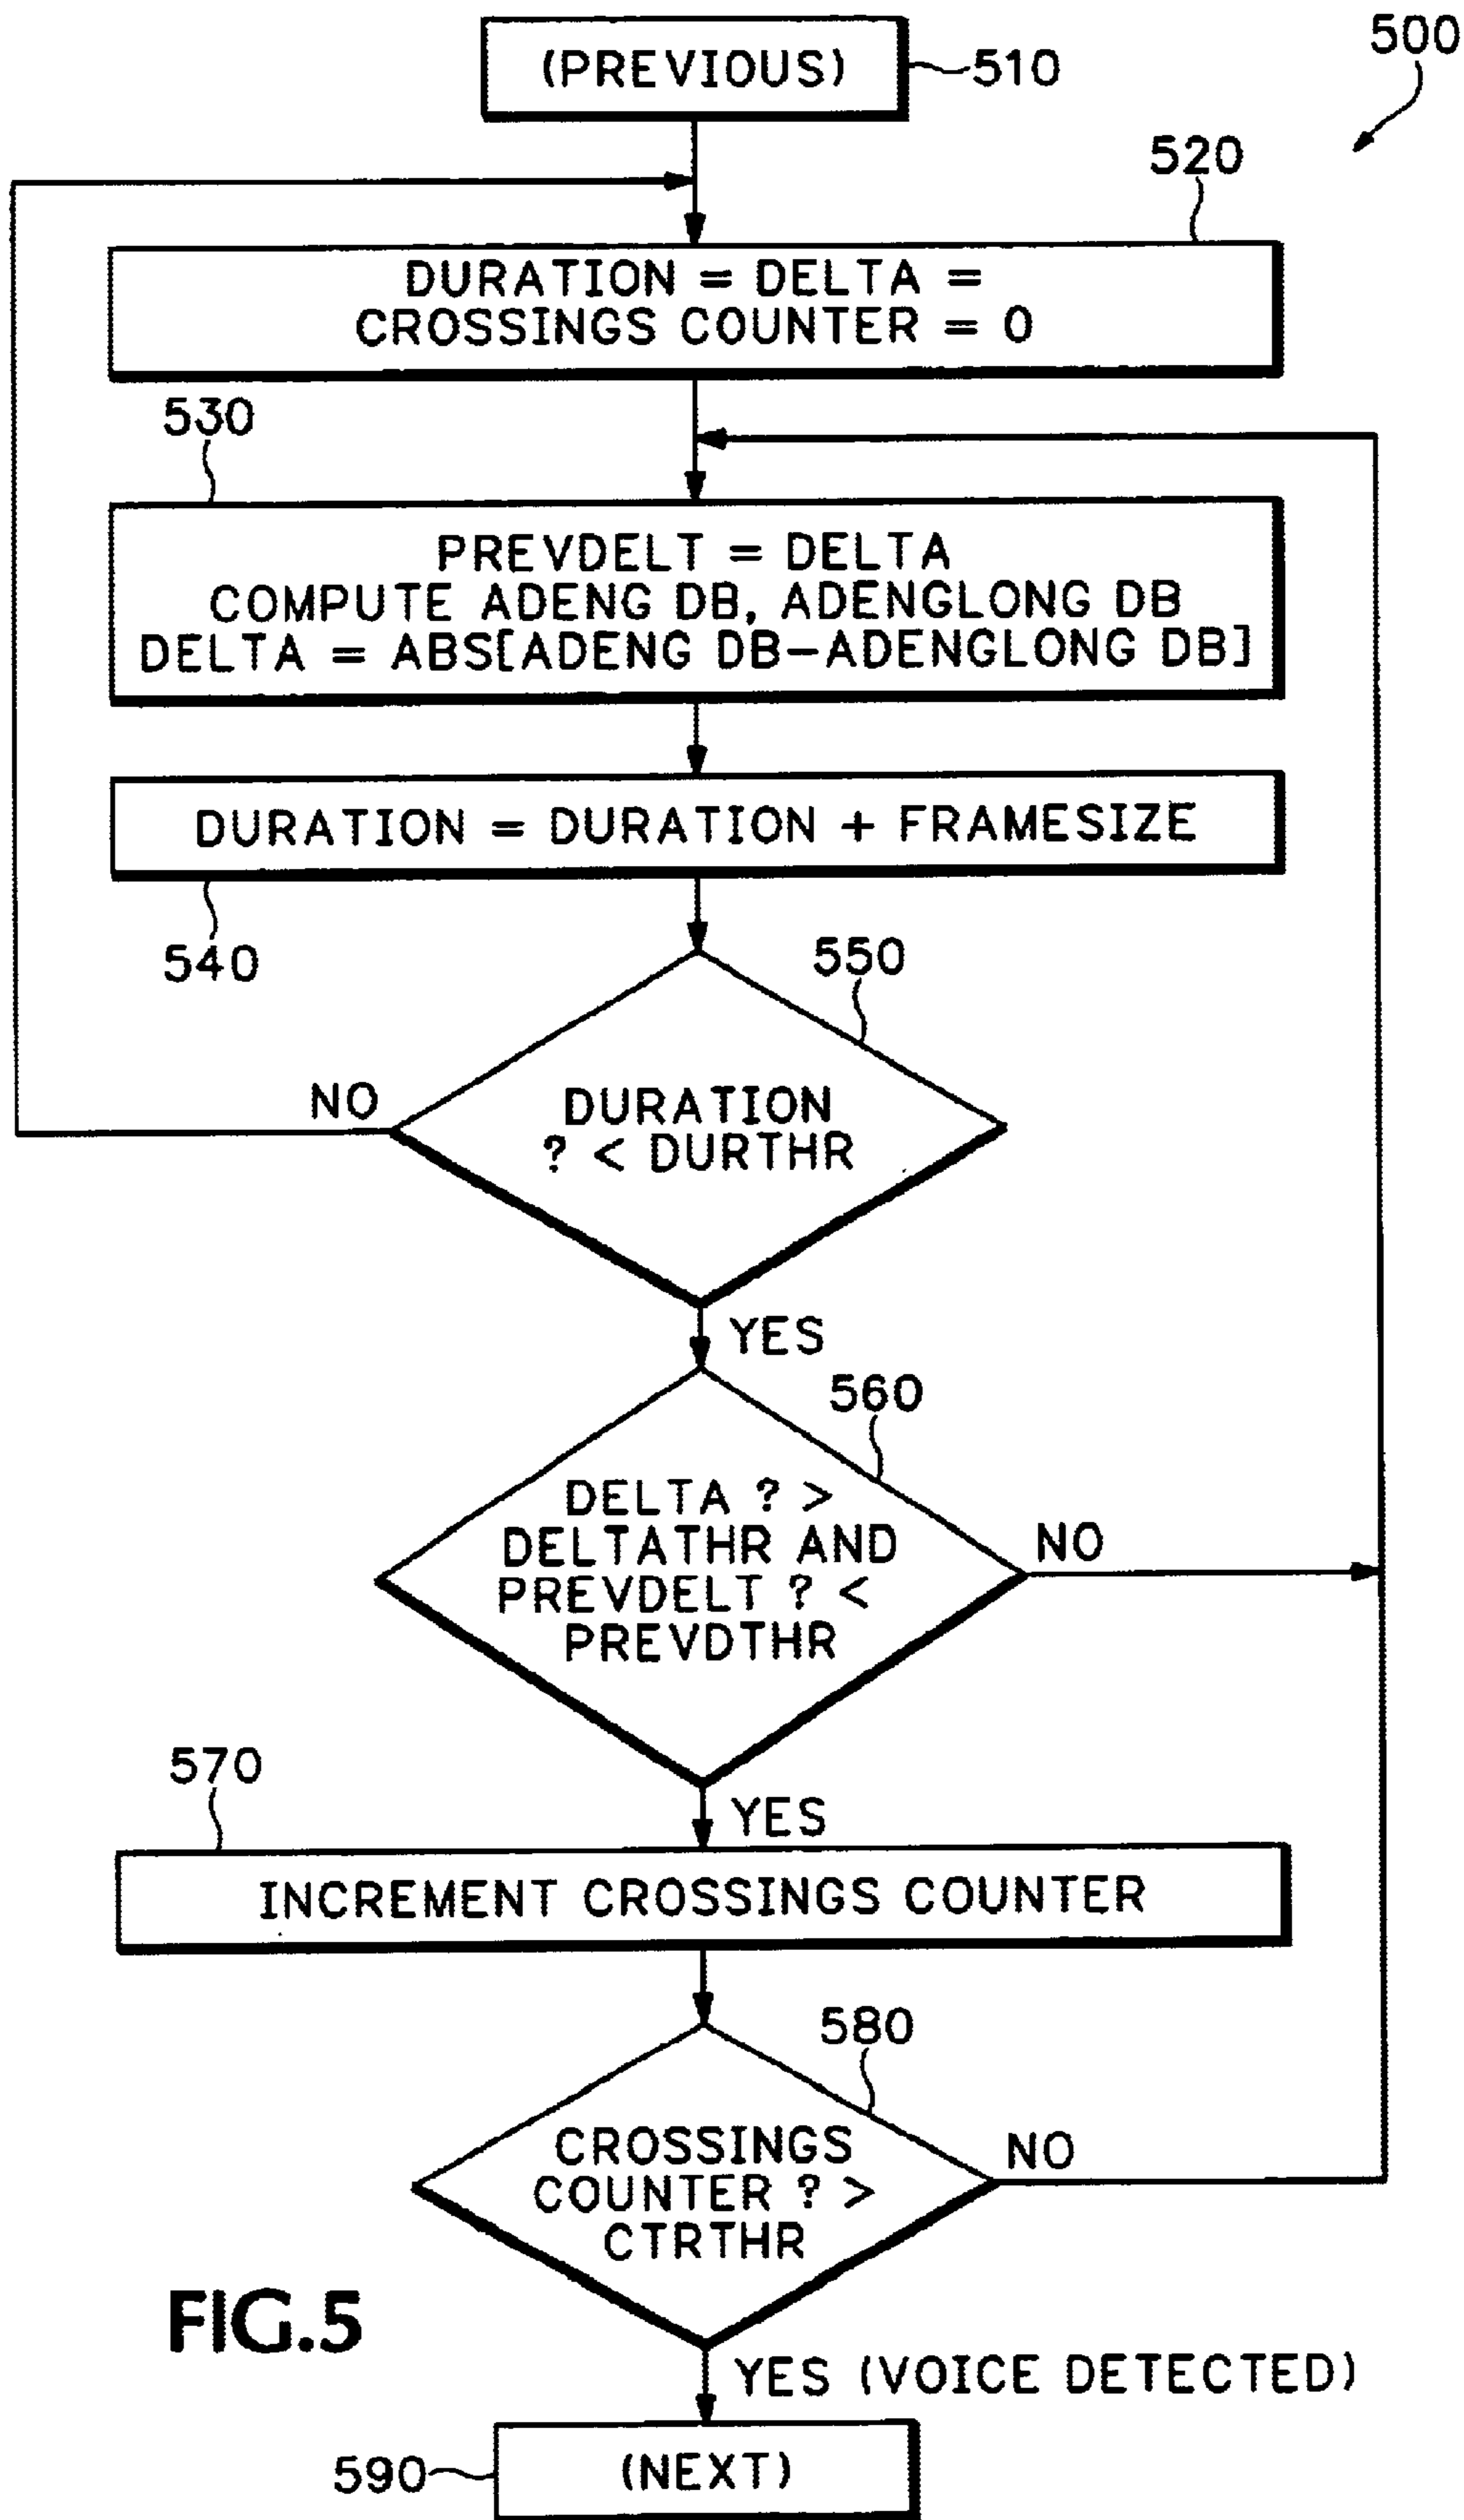 500
(PREVIOUS)
510
520
DURATION = DELTA =
CROSSINGS COUNTER = 0
530
PREVDELT = DELTA
COMPUTE ADENG DB, ADENGLONG DB
DELTA = ABS[ADENG DB-ADENGLONG DB]
DURATION = DURATION + FRAMESIZE
540
550
NO
DURATION
? < DURTHR
YES
560
DELTA ? >
DELTATHR AND
PREVDELT ? <
PREVDTHR
NO
570
YES
INCREMENT CROSSINGS COUNTER
580
CROSSINGS
COUNTER ? >
CTRTHR
NO
FIG.5
YES (VOICE DETECTED)
590
(NEXT)